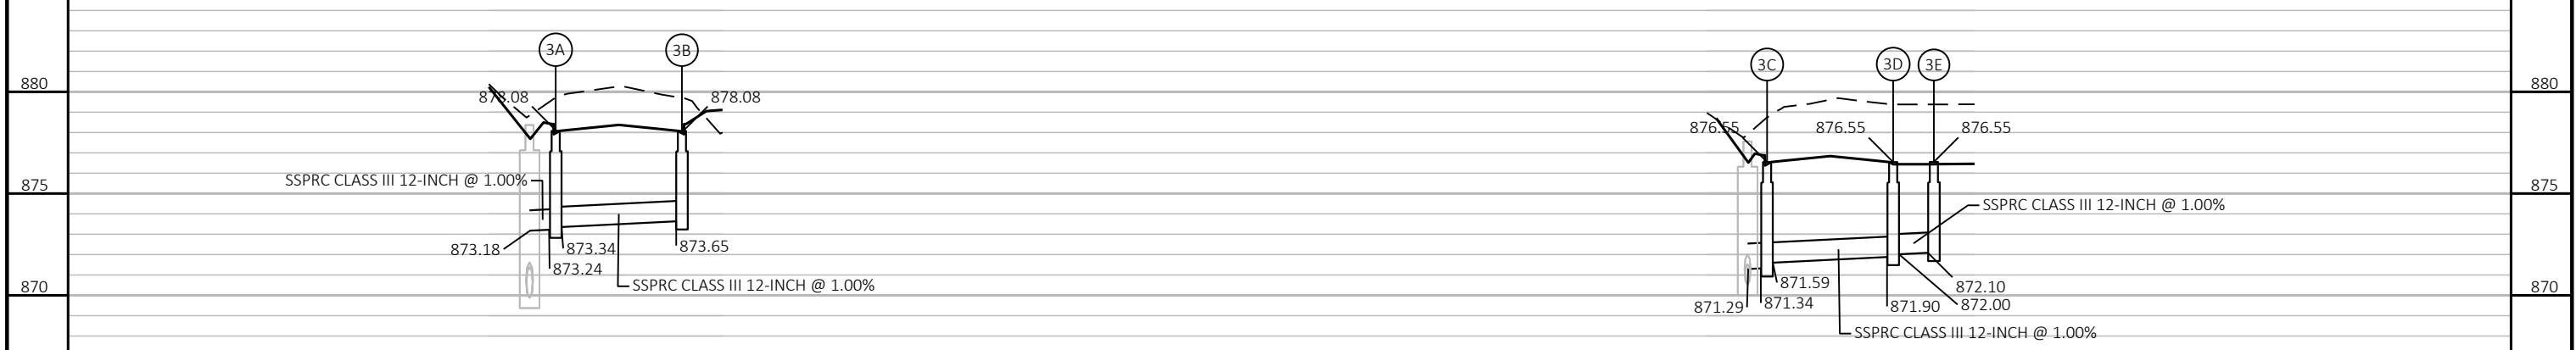 3A
3B
3C
3D
3E
880
880
878.08
878.08
876.55
876.55
876.55
SSPRC CLASS III 12-INCH @ 1.00%
875
875
SSPRC CLASS III 12-INCH @ 1.00%
873.18
873.34
873.65
873.24
SSPRC CLASS III 12-INCH @ 1.00%
870
870
871.59
872.10
871.29
871.34
871.90
872.00
SSPRC CLASS III 12-INCH @ 1.00%